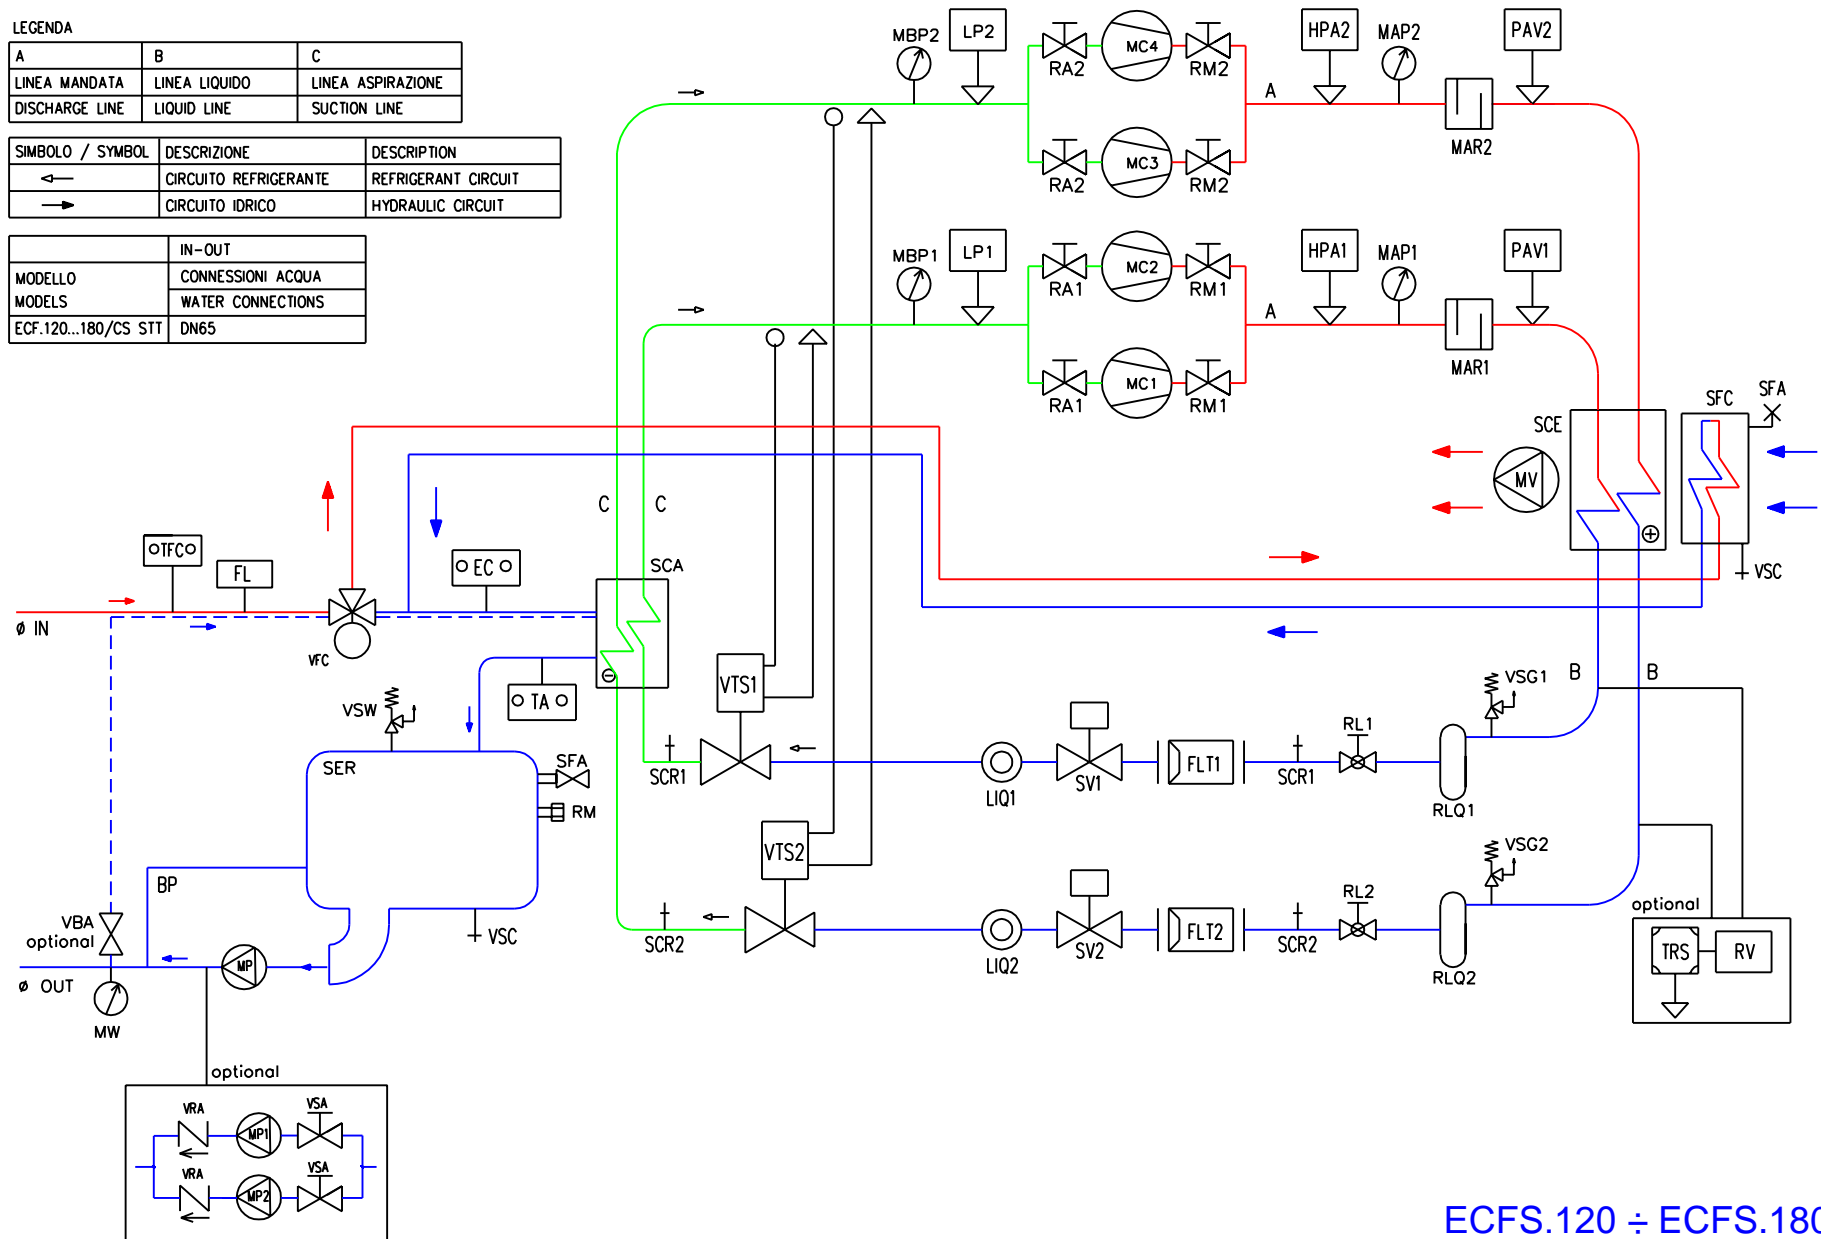 LEGENDA
A B C
LINEA MANDATA LINEA LIQUIDO LINEA ASPIRAZIONE
DISCHARGE LINE LIQUID LINE SUCTION LINE
SIMBOLO / SYMBOL DESCRIZIONE DESCRIPTION
CIRCUITO REFRIGERANTE REFRIGERANT CIRCUIT
CIRCUITO IDRICO HYDRAULIC CIRCUIT
IN-OUT
MODELLO CONNESSIONI ACQUA
MODELS WATER CONNECTIONS
ECF.120...180/CS STT DN65
MBP2 LP2 RA2 MC4 RM2 HPA2 MAP2 PAV2
A
MAR2
RA2 MC3 RM2
MBP1 LP1 RA1 MC2 RM1 HPA1 MAP1 PAV1
A
MAR1
RA1 MC1 RM1
SCE SFC SFA
MV
C C
TFC FL EC SCA
VSC
ø IN
VFC
TA
VTS1
B B
VSW
VSG1
SER SFA
RM
SCR1 LIQ1 SV1 FLT1 SCR1 RL1 RLQ1
VTS2
VSG2
BP
VBA
optional
VSC
SCR2 LIQ2 SV2 FLT2 SCR2 RL2 RLQ2
optional
TRS RV
ø OUT
MP
MW
optional
VRA MP1 VSA
VRA MP2 VSA
ECFS.120 ÷ ECFS.180